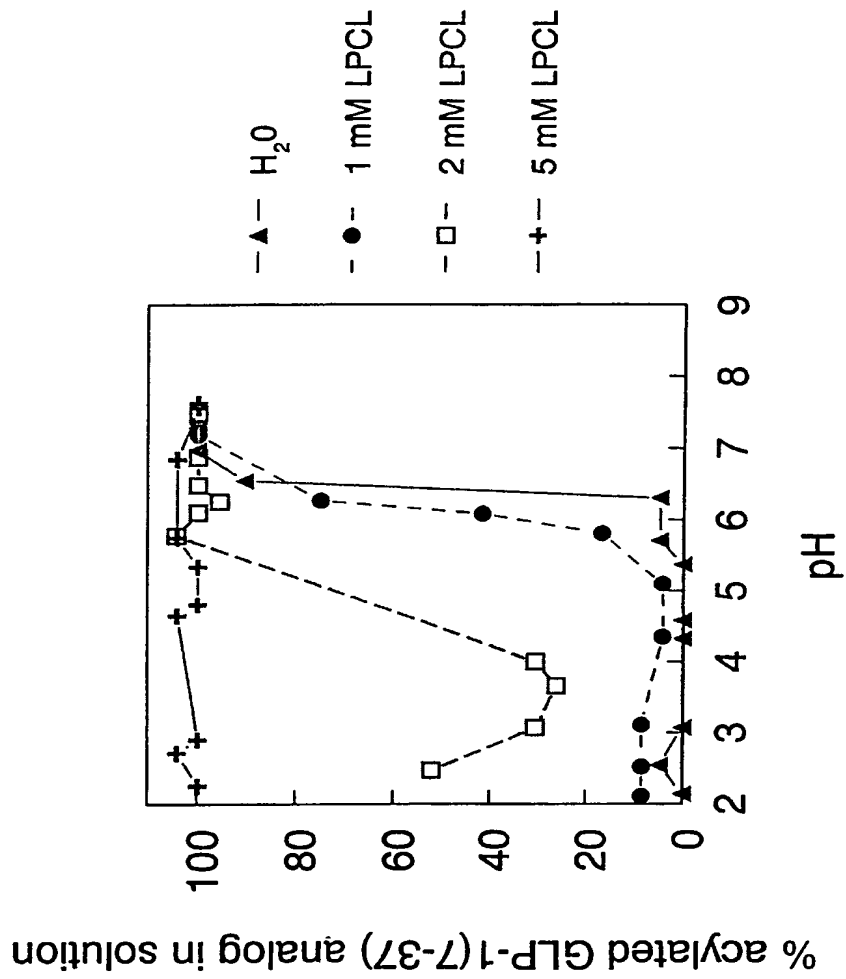 % acylated GLP-1(7-37) analog in solution
100
80
60
40
20
0
2 3 4 5 6 7 8 9
pH
H₂0
1 mM LPCL
2 mM LPCL
5 mM LPCL